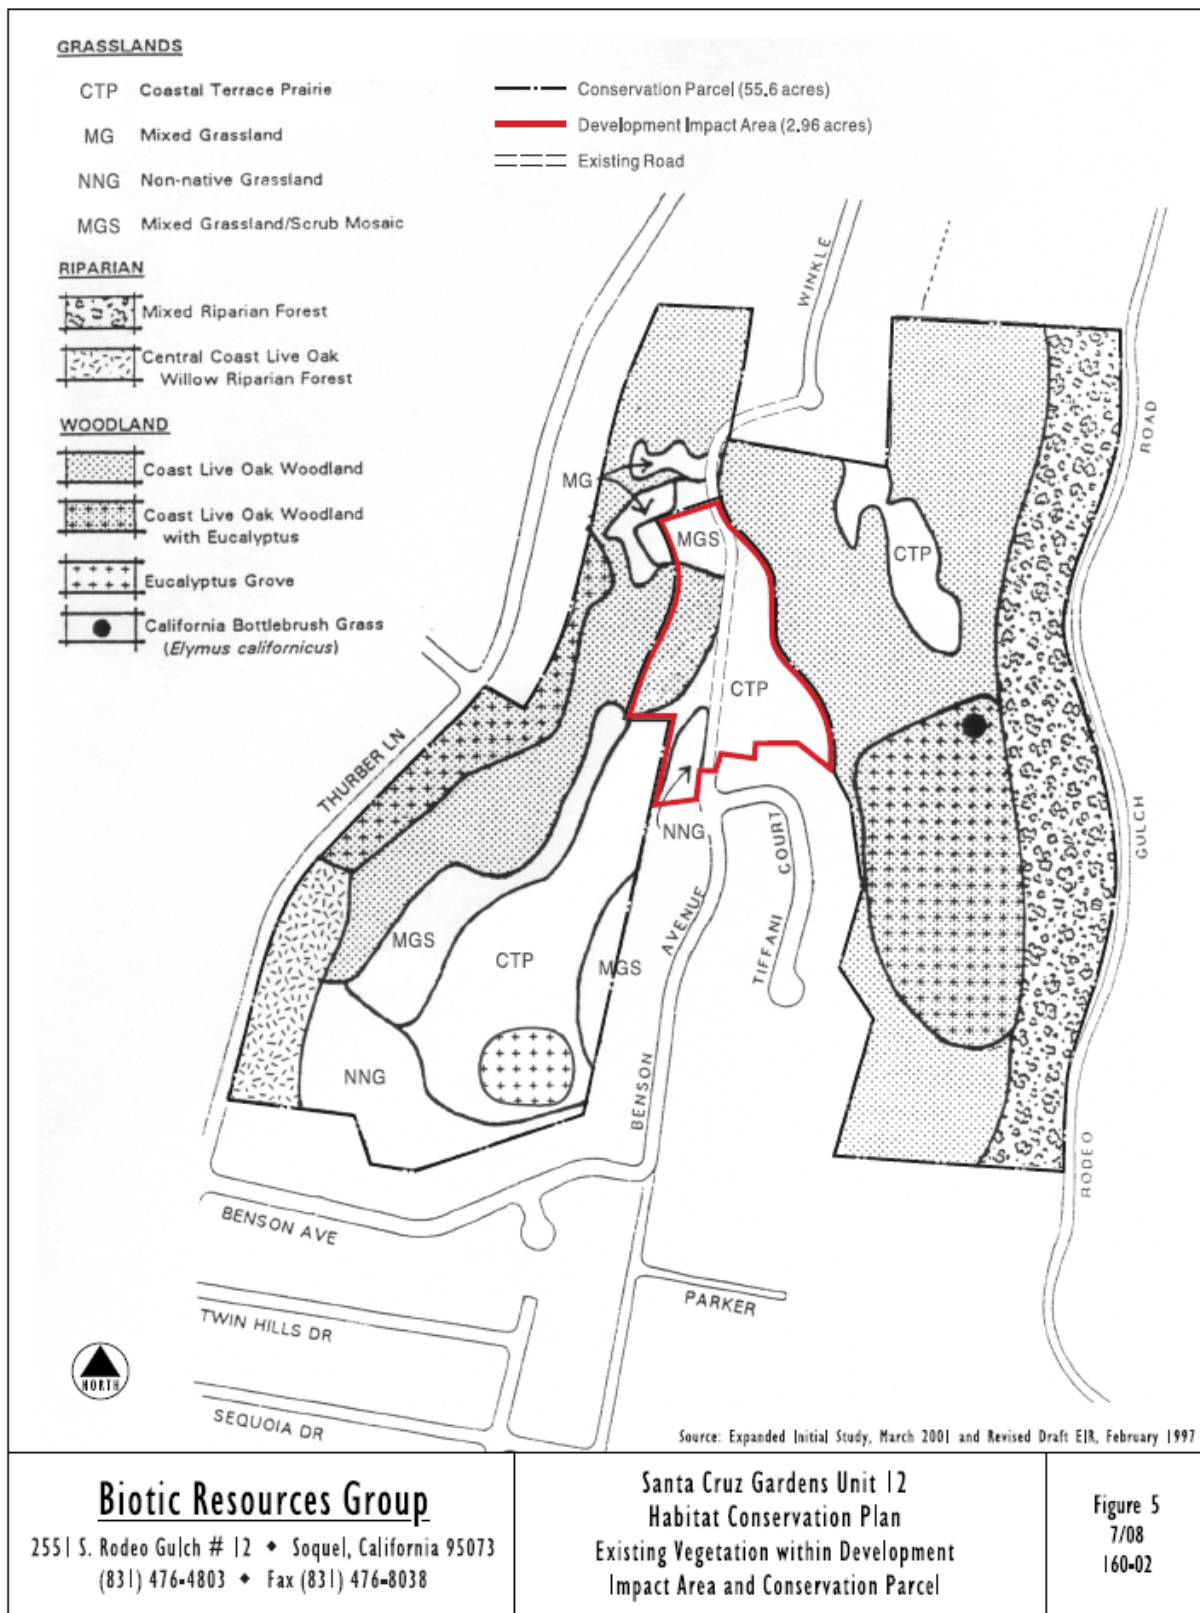 GRASSLANDS
CTP Coastal Terrace Prairie
MG Mixed Grassland
NNG Non-native Grassland
MGS Mixed Grassland/Scrub Mosaic
RIPARIAN
Mixed Riparian Forest
Central Coast Live Oak
Willow Riparian Forest
WOODLAND
Coast Live Oak Woodland
Coast Live Oak Woodland
with Eucalyptus
Eucalyptus Grove
California Bottlebrush Grass
(Elymus californicus)
Conservation Parcel (55.6 acres)
Development Impact Area (2.96 acres)
Existing Road
WINKLE
ROAD
MG
MGS
CTP
CTP
THURBER LN
NNG
COURT
GULCH
AVENUE
TIFFANI
MGS
CTP
MGS
NNG
BENSON
RODEO
BENSON AVE
PARKER
TWIN HILLS DR
SEQUOIA DR
NORTH
Source: Expanded Initial Study, March 2001 and Revised Draft EIR, February 1997
Biotic Resources Group
2551 S. Rodeo Gulch # 12 ◆ Soquel, California 95073
(831) 476-4803 ◆ Fax (831) 476-8038
Santa Cruz Gardens Unit 12
Habitat Conservation Plan
Existing Vegetation within Development
Impact Area and Conservation Parcel
Figure 5
7/08
160-02